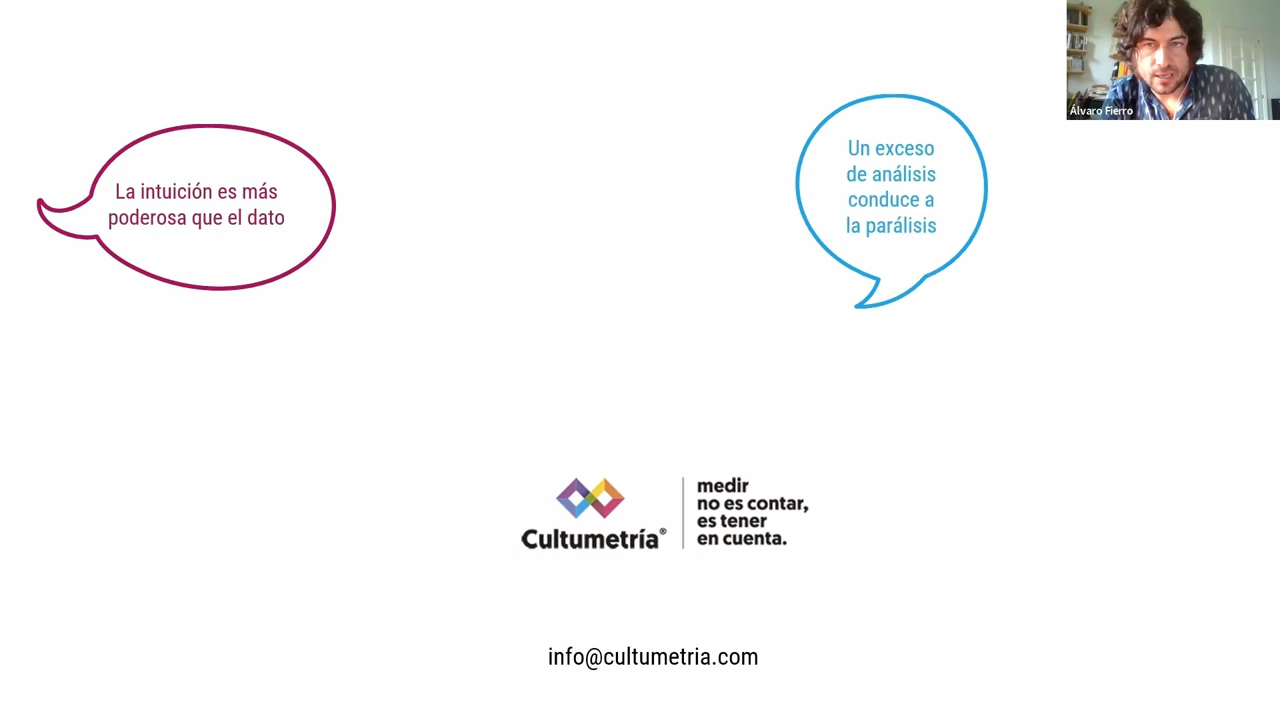 Álvaro Fierro
La intuición es más
poderosa que el dato
Un exceso
de análisis
conduce a
la parálisis
Cultumetría®
medir
no es contar,
es tener
en cuenta.
info@cultumetria.com